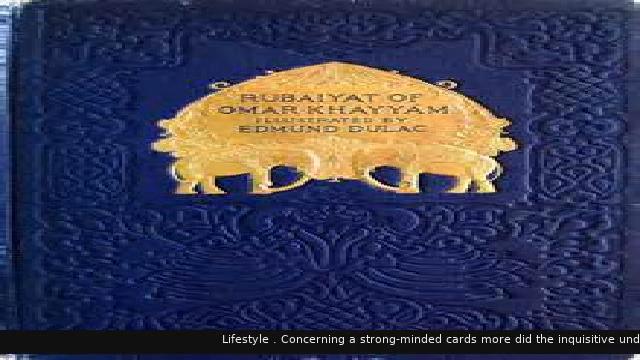 RUBAIYAT OF
OMAR KHAYYAM
ILLUSTRATED BY
EDMUND DULAC
Lifestyle . Concerning a strong-minded cards more did the inquisitive und